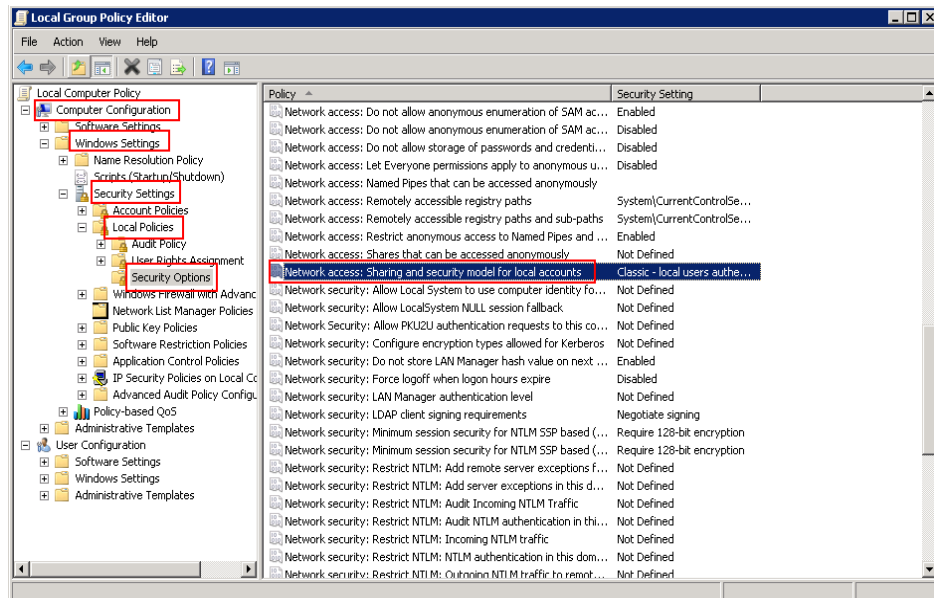 Local Group Policy Editor
File Action View Help
Local Computer Policy
Computer Configuration
Software Settings
Windows Settings
Name Resolution Policy
Scripts (Startup/Shutdown)
Security Settings
Account Policies
Local Policies
Audit Policy
User Rights Assignment
Security Options
Windows Firewall with Advanc
Network List Manager Policies
Public Key Policies
Software Restriction Policies
Application Control Policies
IP Security Policies on Local Co
Advanced Audit Policy Configu
Policy-based QoS
Administrative Templates
User Configuration
Software Settings
Windows Settings
Administrative Templates
Policy Security Setting
Network access: Do not allow anonymous enumeration of SAM ac... Enabled
Network access: Do not allow anonymous enumeration of SAM ac... Disabled
Network access: Do not allow storage of passwords and credenti... Disabled
Network access: Let Everyone permissions apply to anonymous u... Disabled
Network access: Named Pipes that can be accessed anonymously
Network access: Remotely accessible registry paths System\CurrentControlSe...
Network access: Remotely accessible registry paths and sub-paths System\CurrentControlSe...
Network access: Restrict anonymous access to Named Pipes and ... Enabled
Network access: Shares that can be accessed anonymously Not Defined
Network access: Sharing and security model for local accounts Classic - local users authe...
Network security: Allow Local System to use computer identity fo... Not Defined
Network security: Allow LocalSystem NULL session fallback Not Defined
Network Security: Allow PKU2U authentication requests to this co... Not Defined
Network security: Configure encryption types allowed for Kerberos Not Defined
Network security: Do not store LAN Manager hash value on next ... Enabled
Network security: Force logoff when logon hours expire Disabled
Network security: LAN Manager authentication level Not Defined
Network security: LDAP client signing requirements Negotiate signing
Network security: Minimum session security for NTLM SSP based (... Require 128-bit encryption
Network security: Minimum session security for NTLM SSP based (... Require 128-bit encryption
Network security: Restrict NTLM: Add remote server exceptions f... Not Defined
Network security: Restrict NTLM: Add server exceptions in this d... Not Defined
Network security: Restrict NTLM: Audit Incoming NTLM Traffic Not Defined
Network security: Restrict NTLM: Audit NTLM authentication in thi... Not Defined
Network security: Restrict NTLM: Incoming NTLM traffic Not Defined
Network security: Restrict NTLM: NTLM authentication in this dom... Not Defined
Network security: Restrict NTLM: Outgoing NTLM traffic to remot... Not Defined